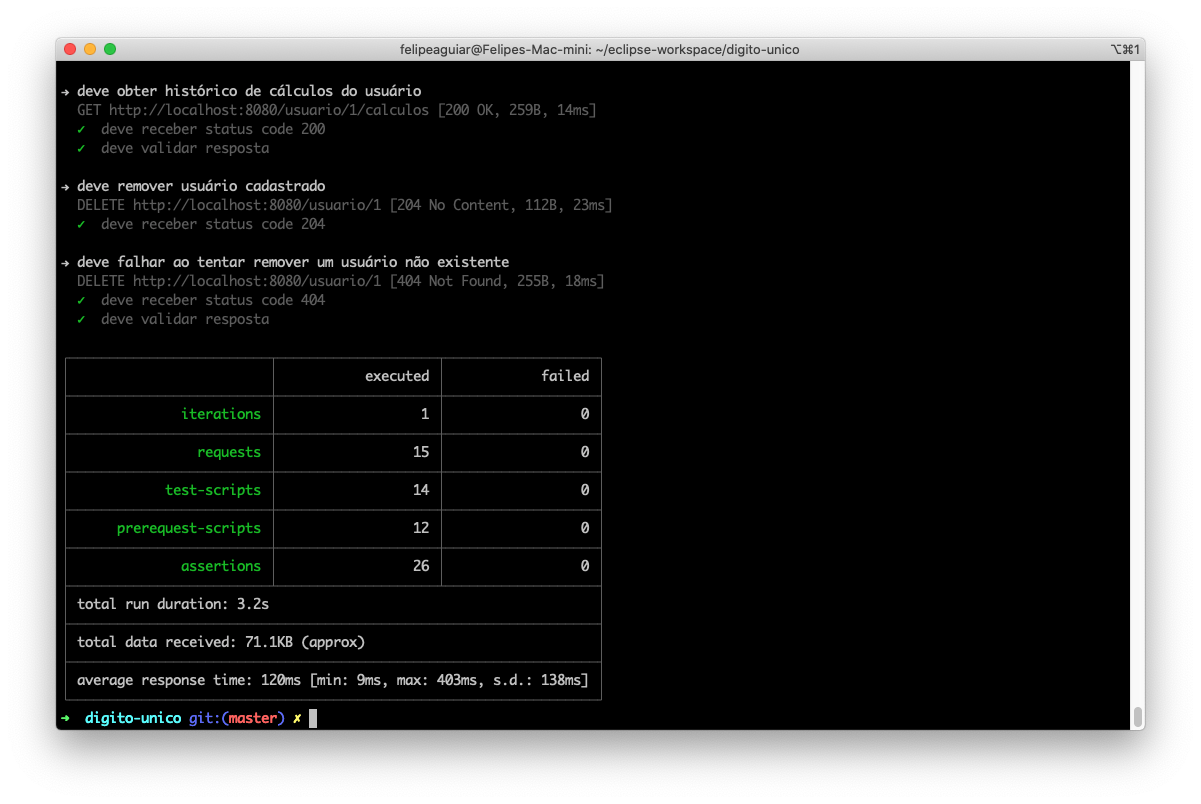 felipeaguiar@Felipes-Mac-mini: ~/eclipse-workspace/digito-unico
⌥⌘1
→ deve obter histórico de cálculos do usuário
GET http://localhost:8080/usuario/1/calculos [200 OK, 259B, 14ms]
✓ deve receber status code 200
✓ deve validar resposta
→ deve remover usuário cadastrado
DELETE http://localhost:8080/usuario/1 [204 No Content, 112B, 23ms]
✓ deve receber status code 204
→ deve falhar ao tentar remover um usuário não existente
DELETE http://localhost:8080/usuario/1 [404 Not Found, 255B, 18ms]
✓ deve receber status code 404
✓ deve validar resposta
executed failed
iterations 1 0
requests 15 0
test-scripts 14 0
prerequest-scripts 12 0
assertions 26 0
total run duration: 3.2s
total data received: 71.1KB (approx)
average response time: 120ms [min: 9ms, max: 403ms, s.d.: 138ms]
➜ digito-unico git:(master) ✗